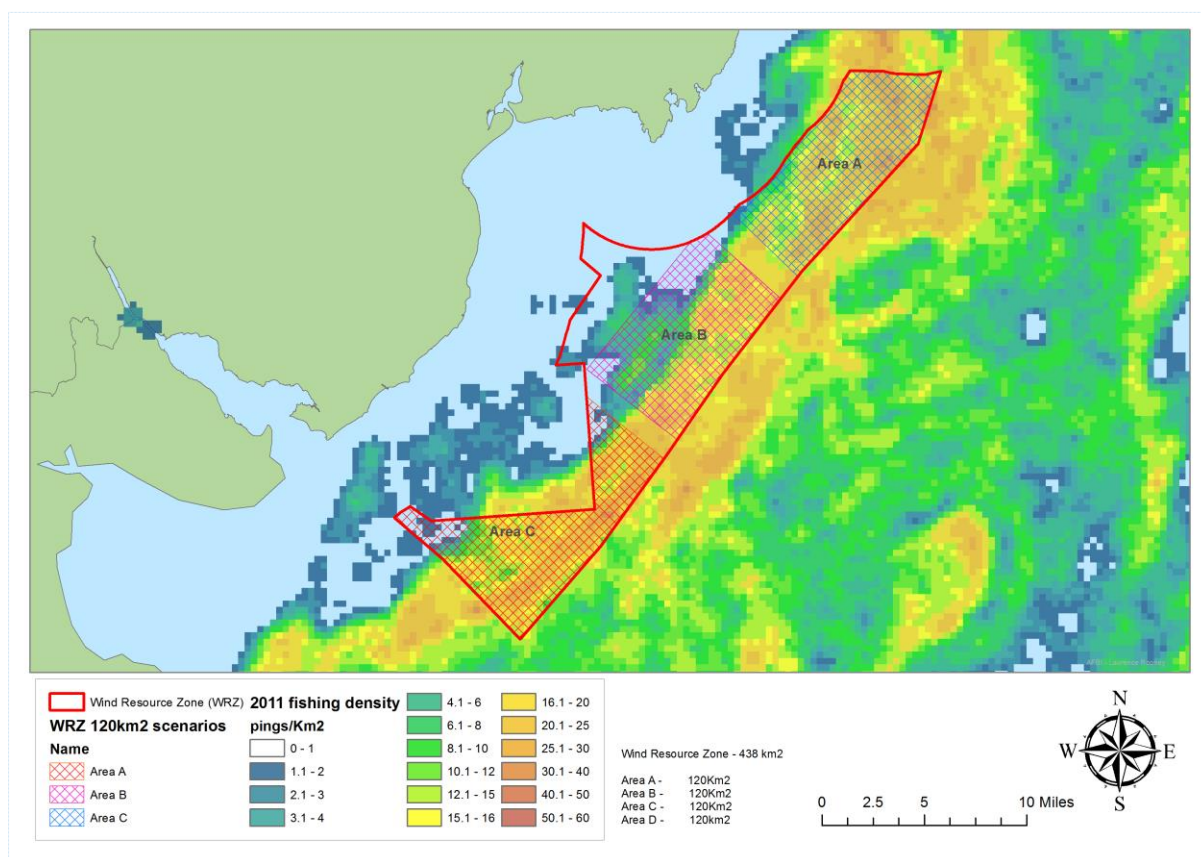 Area A
Area B
Area C
AFBI - Lawrence Rooney
Wind Resource Zone (WRZ)
WRZ 120km2 scenarios
Name
Area A
Area B
Area C
2011 fishing density
pings/Km2
0 - 1
1.1 - 2
2.1 - 3
3.1 - 4
4.1 - 6
6.1 - 8
8.1 - 10
10.1 - 12
12.1 - 15
15.1 - 16
16.1 - 20
20.1 - 25
25.1 - 30
30.1 - 40
40.1 - 50
50.1 - 60
Wind Resource Zone - 438 km2
Area A - 120Km2
Area B - 120Km2
Area C - 120Km2
Area D - 120km2
N
W E
S
0 2.5 5 10 Miles